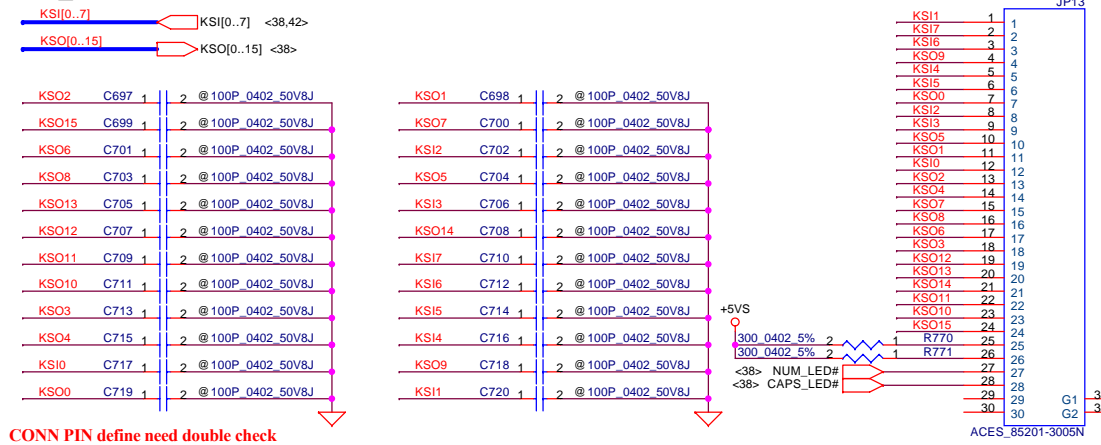 KSI[0..7] KSI[0..7] <38,42>
KSO[0..15] KSO[0..15] <38>
KSO2 C697 1 2 @100P_0402_50V8J
KSO15 C699 1 2 @100P_0402_50V8J
KSO6 C701 1 2 @100P_0402_50V8J
KSO8 C703 1 2 @100P_0402_50V8J
KSO13 C705 1 2 @100P_0402_50V8J
KSO12 C707 1 2 @100P_0402_50V8J
KSO11 C709 1 2 @100P_0402_50V8J
KSO10 C711 1 2 @100P_0402_50V8J
KSO3 C713 1 2 @100P_0402_50V8J
KSO4 C715 1 2 @100P_0402_50V8J
KSI0 C717 1 2 @100P_0402_50V8J
KSO0 C719 1 2 @100P_0402_50V8J
CONN PIN define need double check
KSO1 C698 1 2 @100P_0402_50V8J
KSO7 C700 1 2 @100P_0402_50V8J
KSI2 C702 1 2 @100P_0402_50V8J
KSO5 C704 1 2 @100P_0402_50V8J
KSI3 C706 1 2 @100P_0402_50V8J
KSO14 C708 1 2 @100P_0402_50V8J
KSI7 C710 1 2 @100P_0402_50V8J
KSI6 C712 1 2 @100P_0402_50V8J
KSI5 C714 1 2 @100P_0402_50V8J
KSI4 C716 1 2 @100P_0402_50V8J
KSO9 C718 1 2 @100P_0402_50V8J
KSI1 C720 1 2 @100P_0402_50V8J
JP13
KSI1 1 1
KSI7 2 2
KSI6 3 3
KSO9 4 4
KSI4 5 5
KSI5 6 6
KSO0 7 7
KSI2 8 8
KSI3 9 9
KSO5 10 10
KSO1 11 11
KSI0 12 12
KSO2 13 13
KSO4 14 14
KSO7 15 15
KSO8 16 16
KSO6 17 17
KSO3 18 18
KSO12 19 19
KSO13 20 20
KSO14 21 21
KSO11 22 22
KSO10 23 23
KSO15 24 24
+5VS
300_0402_5% 2 1 R770 25 25
300_0402_5% 2 1 R771 26 26
<38> NUM_LED# 27 27
<38> CAPS_LED# 28 28
29 29 G1 3
30 30 G2 3
ACES_85201-3005N